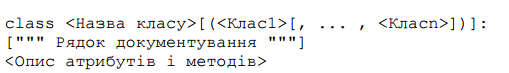 class <Назва класу>[(<Клас1>[, ... , <Класn>])]:
[""" Рядок документування """]
<Опис атрибутів і методів>